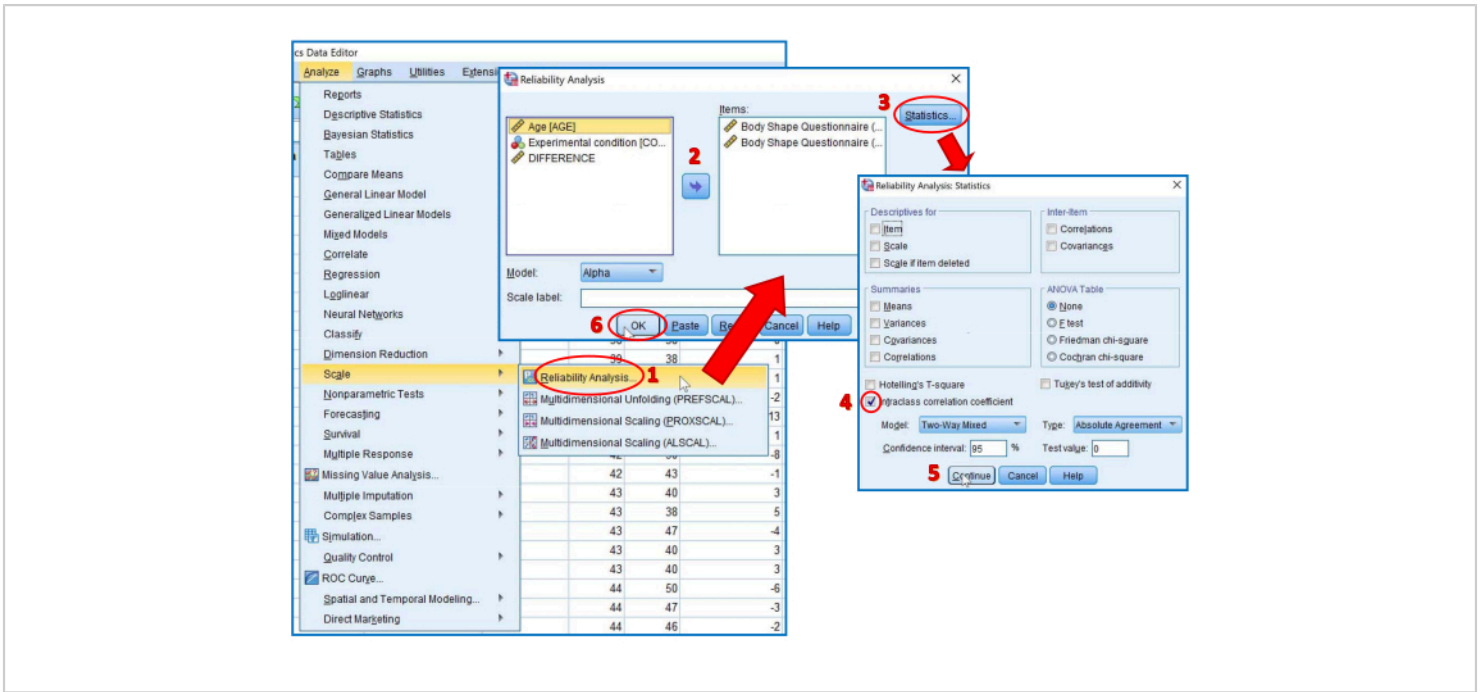 cs Data Editor
Analyze Graphs Utilities
Reports
Descriptive Statistics
Bayesian Statistics
Tables
Compare Means
General Linear Model
Generalized Linear Models
Mixed Models
Correlate
Regression
Loglinear
Neural Networks
Classify
Dimension Reduction
Scale
Nonparametric Tests
Forecasting
Survival
Multiple Response
Missing Value Analysis...
Multiple Imputation
Complex Samples
Simulation...
Quality Control
ROC Curve...
Spatial and Temporal Modeling...
Direct Marketing
Reliability Analysis... 1
Multidimensional Unfolding (PREFSCAL)...
Multidimensional Scaling (PROXSCAL)...
Multidimensional Scaling (ALSCAL)...
39 38 1
1
-2
13
1
-8
42 43 -1
43 40 3
43 38 5
43 47 -4
43 40 3
43 40 3
44 50 -6
44 47 -3
44 46 -2
Reliability Analysis
Items:
3 Statistics...
Age [AGE]
Experimental condition [CO...
DIFFERENCE
2
Body Shape Questionnaire (...
Body Shape Questionnaire (...
Model: Alpha
Scale label:
6 OK Paste Cancel Help
Reliability Analysis: Statistics
Descriptives for
Item
Scale
Scale if item deleted
Inter-Item
Correlations
Covariances
Summaries
Means
Variances
Covariances
Correlations
ANOVA Table
None
F test
Friedman chi-square
Cochran chi-square
Hotelling's T-square
Tukey's test of additivity
4 Intraclass correlation coefficient
Model: Two-Way Mixed Type: Absolute Agreement
Confidence interval: 95 % Test value: 0
5 Continue Cancel Help